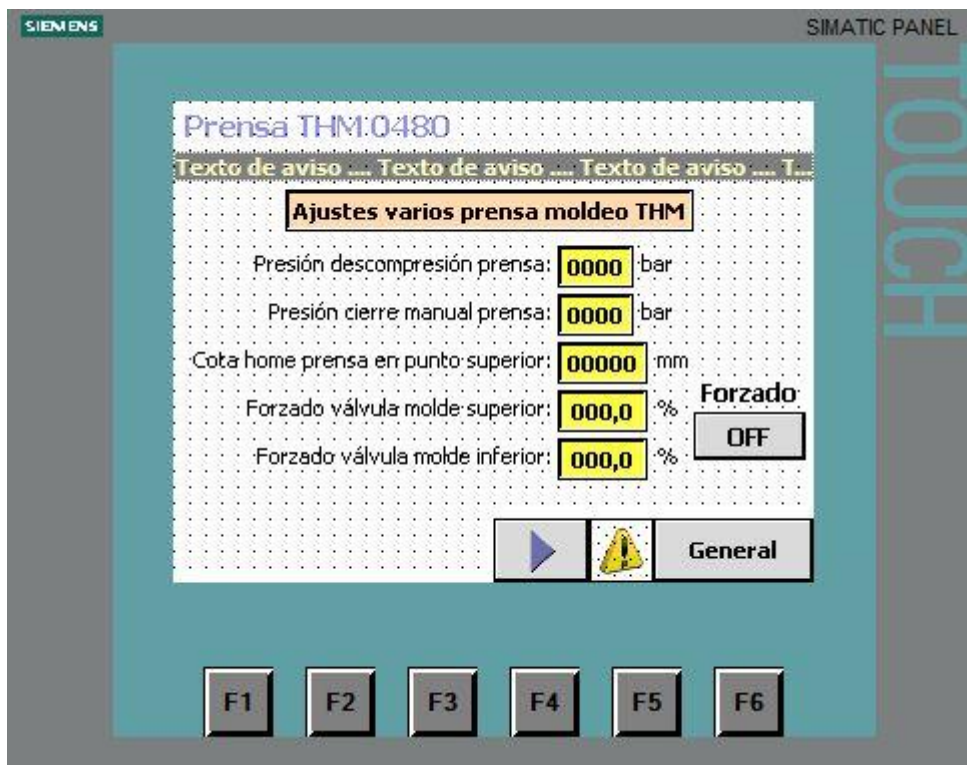 SIEMENS
SIMATIC PANEL
TOUCH
Prensa THM 0480
Texto de aviso .... Texto de aviso .... Texto de aviso .... T...
Ajustes varios prensa moldeo THM
Presión descompresión prensa: 0000 bar
Presión cierre manual prensa: 0000 bar
Cota home prensa en punto superior: 00000 mm
Forzado válvula molde superior: 000,0 %
Forzado
OFF
Forzado válvula molde inferior: 000,0 %
General
F1 F2 F3 F4 F5 F6